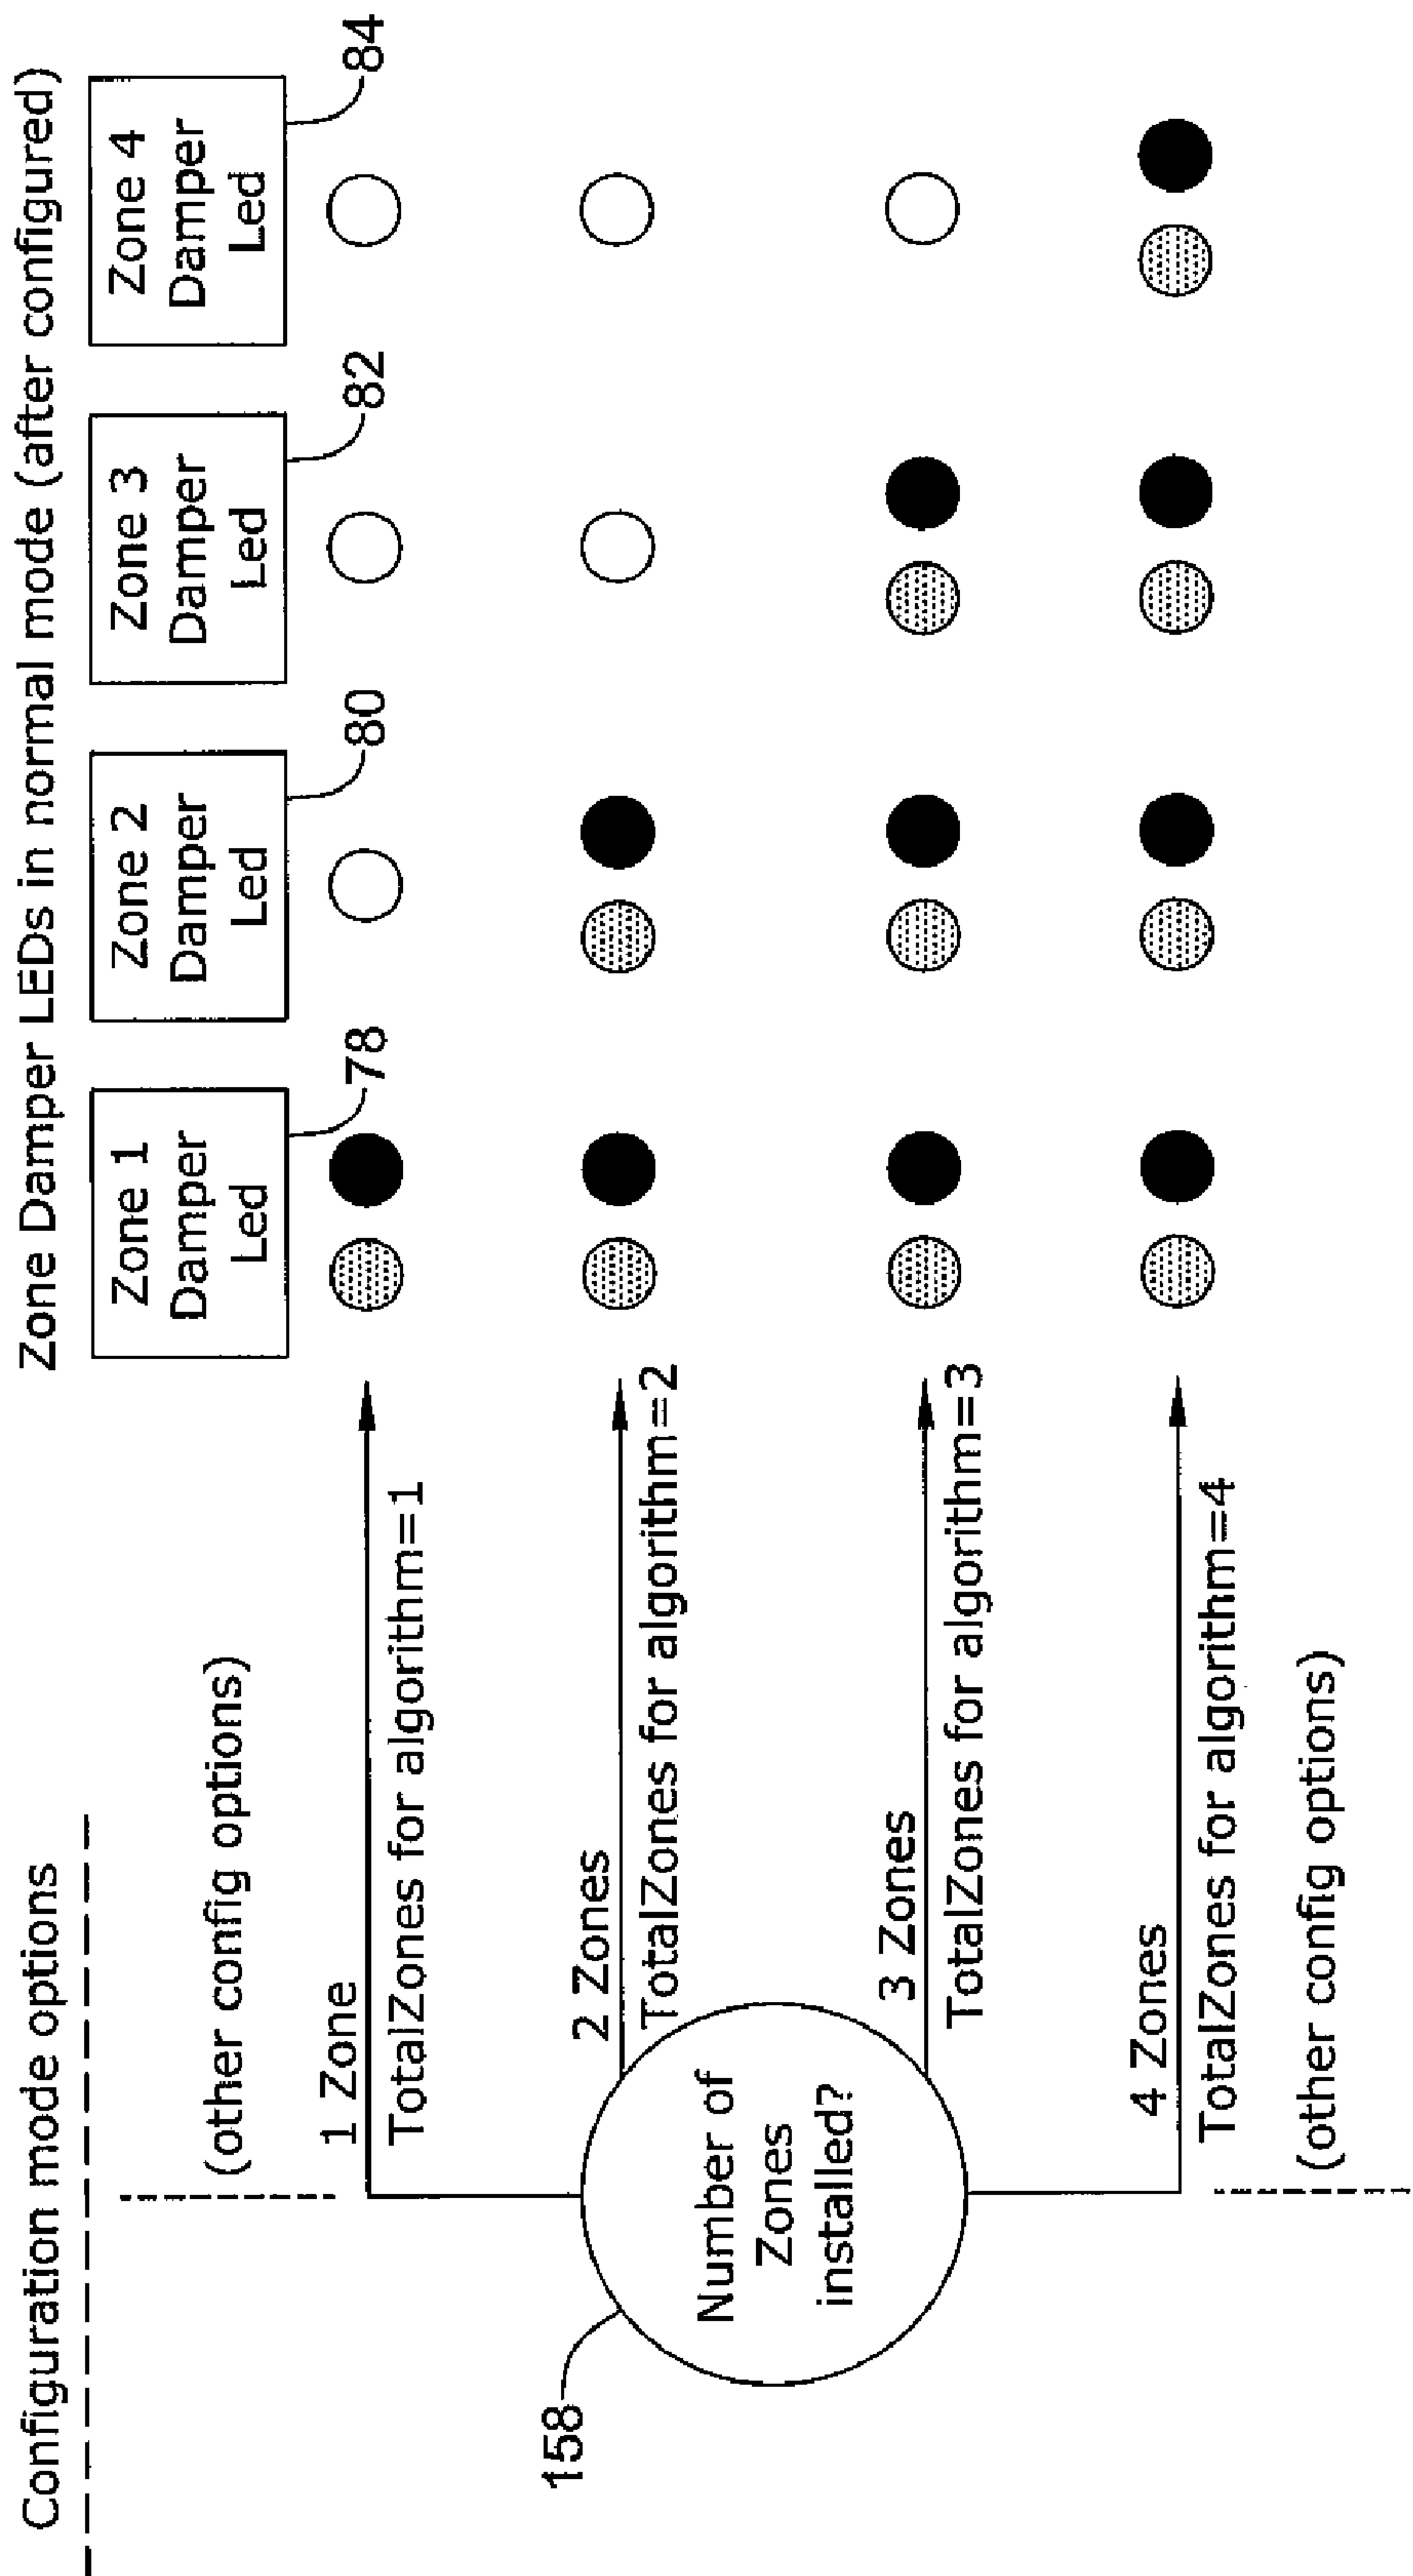 Configuration mode options
Zone Damper LEDs in normal mode (after configured)
Zone 1
Damper
Led
78
Zone 2
Damper
Led
80
Zone 3
Damper
Led
82
Zone 4
Damper
Led
84
(other config options)
1 Zone
TotalZones for algorithm=1
2 Zones
TotalZones for algorithm=2
158
Number of
Zones
installed?
3 Zones
TotalZones for algorithm=3
4 Zones
TotalZones for algorithm=4
(other config options)